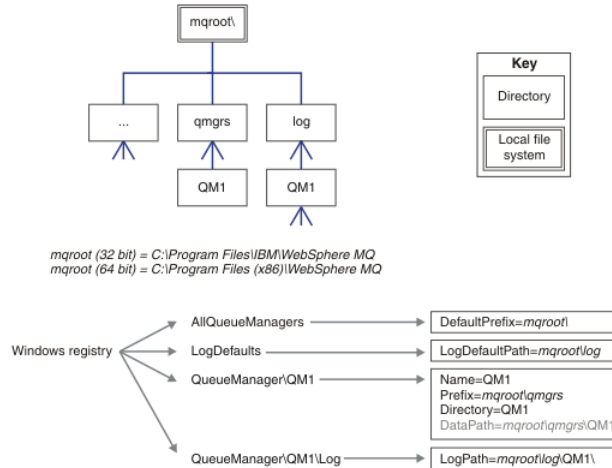 mqroot\
Key
Directory
Local file
system
...
qmgrs
log
QM1
QM1
mqroot (32 bit) = C:\Program Files\IBM\WebSphere MQ
mqroot (64 bit) = C:\Program Files (x86)\WebSphere MQ
Windows registry
AllQueueManagers
DefaultPrefix=mqroot\
LogDefaults
LogDefaultPath=mqroot\log
QueueManager\QM1
Name=QM1
Prefix=mqroot\qmgrs
Directory=QM1
DataPath=mqroot\qmgrs\QM1
QueueManager\QM1\Log
LogPath=mqroot\log\QM1\